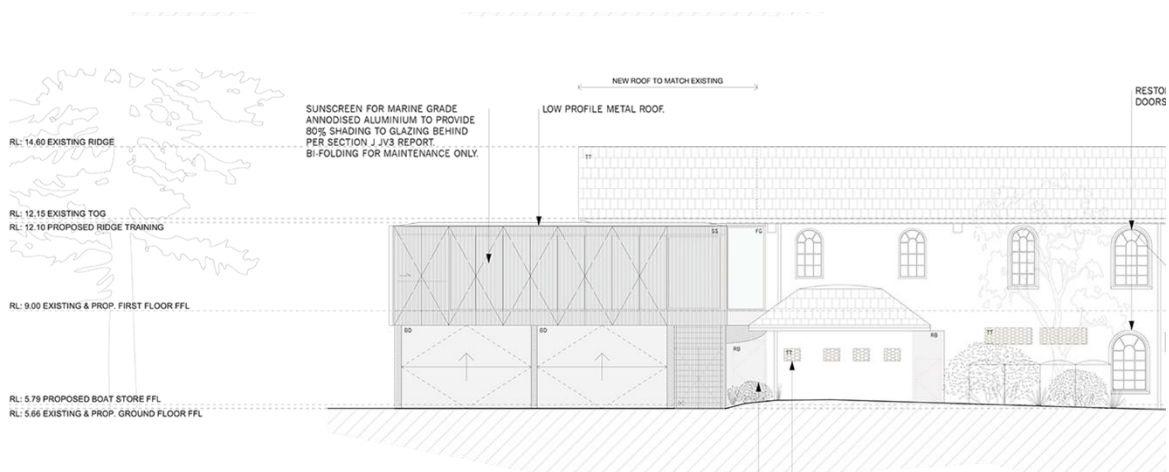 NEW ROOF TO MATCH EXISTING
SUNSCREEN FOR MARINE GRADE
ANNODISED ALUMINIUM TO PROVIDE
80% SHADING TO GLAZING BEHIND
PER SECTION J JV3 REPORT.
BI-FOLDING FOR MAINTENANCE ONLY.
LOW PROFILE METAL ROOF.
DOORS
RL: 14.60 EXISTING RIDGE
TT
RL: 12.15 EXISTING TOG
RL: 12.10 PROPOSED RIDGE TRAINING
SS
FG
RL: 9.00 EXISTING & PROP. FIRST FLOOR FFL
BD
BD
RB
TT
RB
TT
RL: 5.79 PROPOSED BOAT STORE FFL
RL: 5.66 EXISTING & PROP. GROUND FLOOR FFL